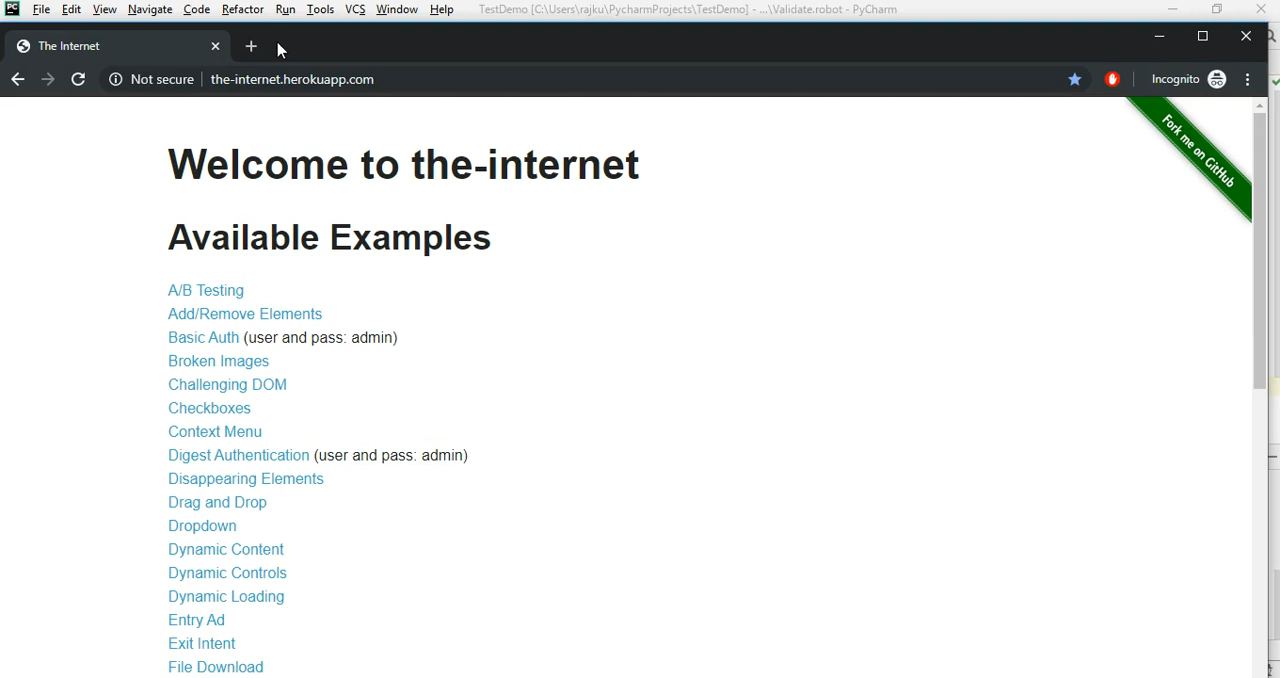 PC File Edit View Navigate Code Refactor Run Tools VCS Window Help TestDemo [C:\Users\rajku\PycharmProjects\TestDemo] - ...\Validate.robot - PyCharm
The Internet
Not secure the-internet.herokuapp.com Incognito
Fork me on GitHub
Welcome to the-internet
Available Examples
A/B Testing
Add/Remove Elements
Basic Auth (user and pass: admin)
Broken Images
Challenging DOM
Checkboxes
Context Menu
Digest Authentication (user and pass: admin)
Disappearing Elements
Drag and Drop
Dropdown
Dynamic Content
Dynamic Controls
Dynamic Loading
Entry Ad
Exit Intent
File Download